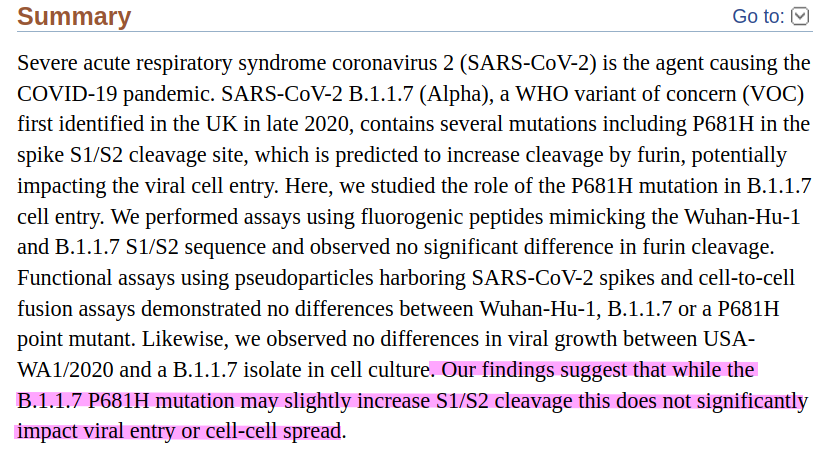 Summary
Go to:
Severe acute respiratory syndrome coronavirus 2 (SARS-CoV-2) is the agent causing the
COVID-19 pandemic. SARS-CoV-2 B.1.1.7 (Alpha), a WHO variant of concern (VOC)
first identified in the UK in late 2020, contains several mutations including P681H in the
spike S1/S2 cleavage site, which is predicted to increase cleavage by furin, potentially
impacting the viral cell entry. Here, we studied the role of the P681H mutation in B.1.1.7
cell entry. We performed assays using fluorogenic peptides mimicking the Wuhan-Hu-1
and B.1.1.7 S1/S2 sequence and observed no significant difference in furin cleavage.
Functional assays using pseudoparticles harboring SARS-CoV-2 spikes and cell-to-cell
fusion assays demonstrated no differences between Wuhan-Hu-1, B.1.1.7 or a P681H
point mutant. Likewise, we observed no differences in viral growth between USA-
WA1/2020 and a B.1.1.7 isolate in cell culture. Our findings suggest that while the
B.1.1.7 P681H mutation may slightly increase S1/S2 cleavage this does not significantly
impact viral entry or cell-cell spread.